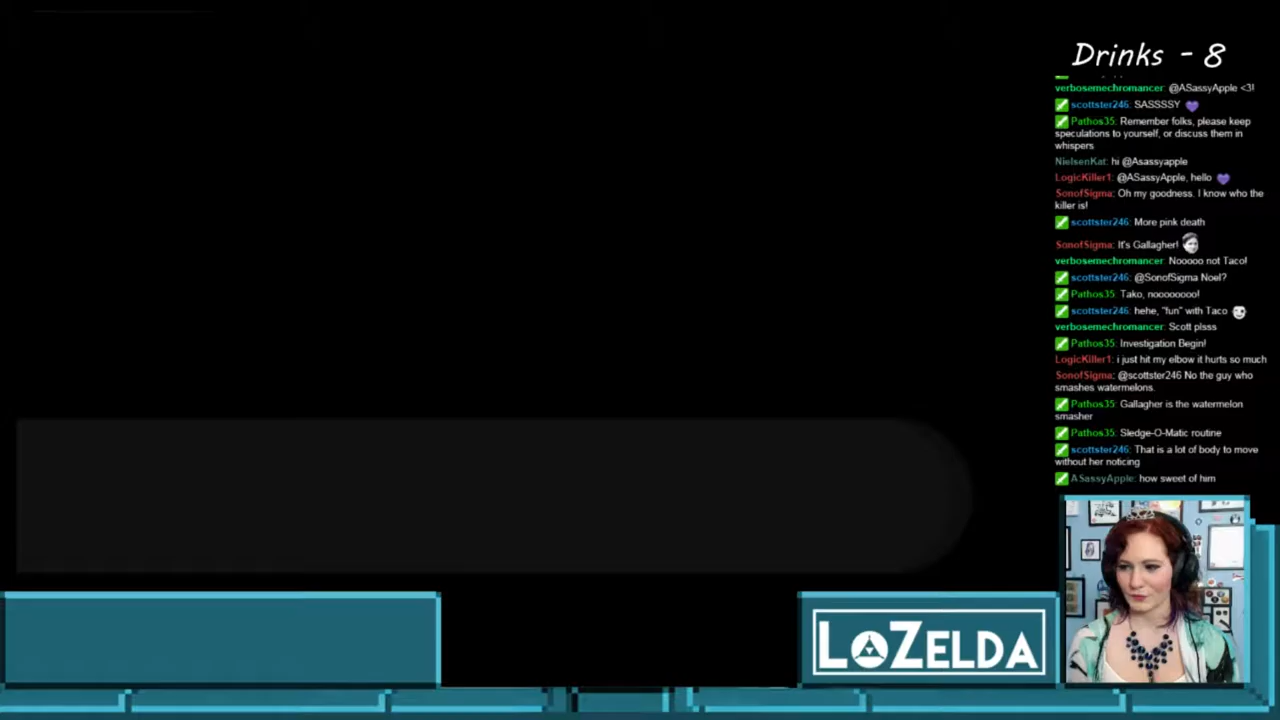 Drinks - 8
verbosemechromancer: @ASassyApple <3!
scottster246: SASSSSY
Pathos35: Remember folks, please keep
speculations to yourself, or discuss them in
whispers
NielsenKat: hi @Asassyapple
LogicKiller1: @ASassyApple, hello
SonofSigma: Oh my goodness. I know who the
killer is!
scottster246: More pink death
SonofSigma: It's Gallagher!
verbosemechromancer: Nooooo not Taco!
scottster246: @SonofSigma Noel?
Pathos35: Tako, noooooooo!
scottster246: hehe, "fun" with Taco
verbosemechromancer: Scott plsss
Pathos35: Investigation Begin!
LogicKiller1: i just hit my elbow it hurts so much
SonofSigma: @scottster246 No the guy who
smashes watermelons.
Pathos35: Gallagher is the watermelon
smasher
Pathos35: Sledge-O-Matic routine
scottster246: That is a lot of body to move
without her noticing
ASassyApple: how sweet of him
LOZELDA